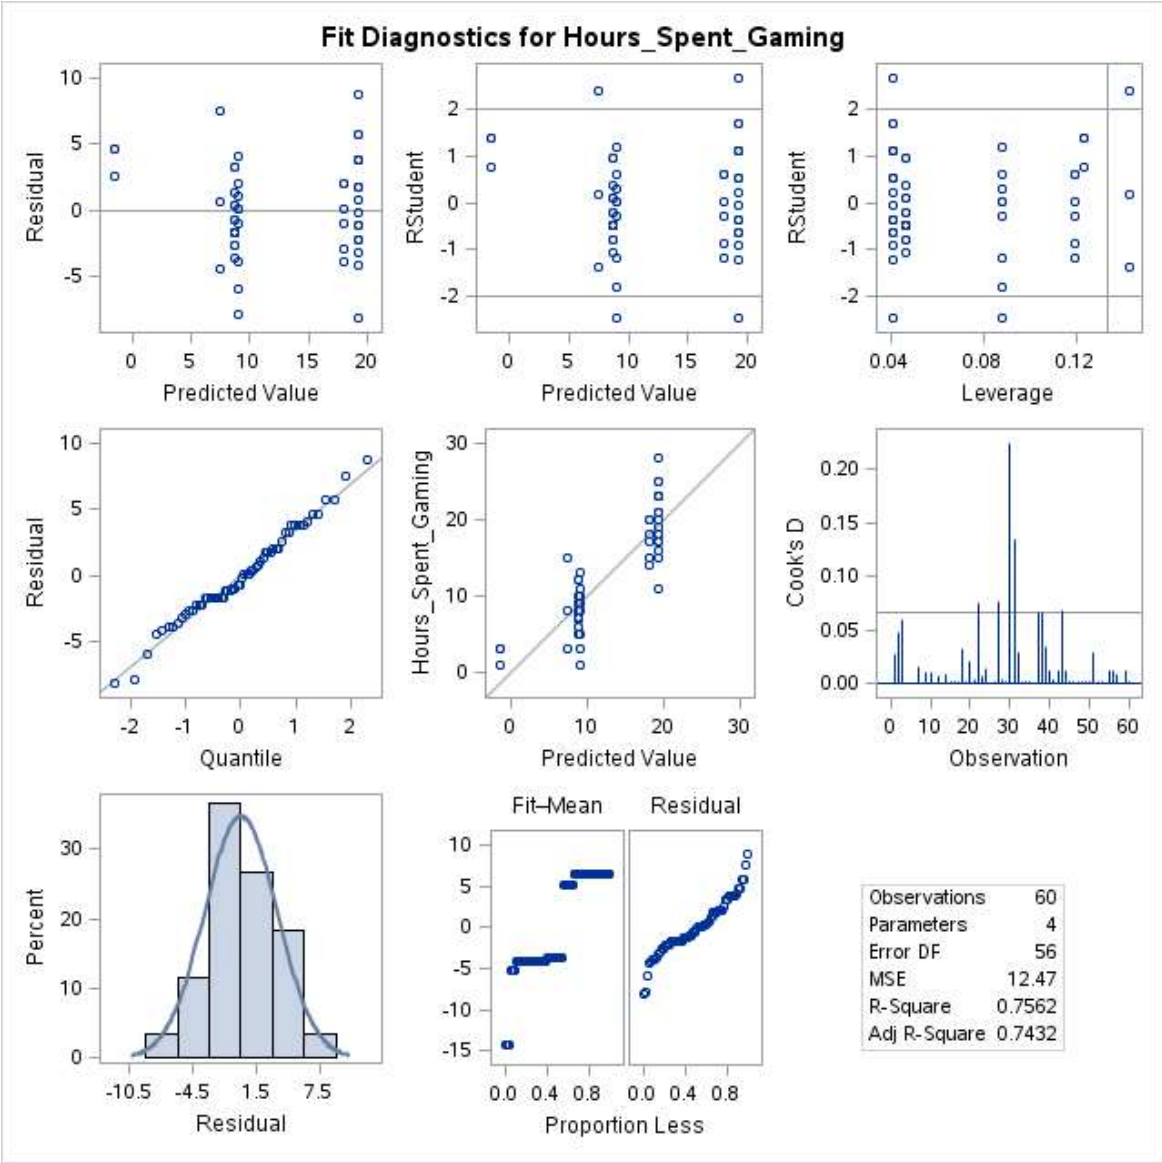 Fit Diagnostics for Hours_Spent_Gaming
Residual
10
5
0
-5
0 5 10 15 20
Predicted Value
RStudent
2
1
0
-1
-2
0 5 10 15 20
Predicted Value
RStudent
2
1
0
-1
-2
0.04 0.08 0.12
Leverage
Residual
10
5
0
-5
-2 -1 0 1 2
Quantile
Hours_Spent_Gaming
30
20
10
0
0 10 20 30
Predicted Value
Cook's D
0.20
0.15
0.10
0.05
0.00
0 10 20 30 40 50 60
Observation
Percent
30
20
10
0
-10.5 -4.5 1.5 7.5
Residual
Fit–Mean Residual
10
5
0
-5
-10
-15
0.0 0.4 0.8 0.0 0.4 0.8
Proportion Less
Observations 60
Parameters 4
Error DF 56
MSE 12.47
R-Square 0.7562
Adj R-Square 0.7432